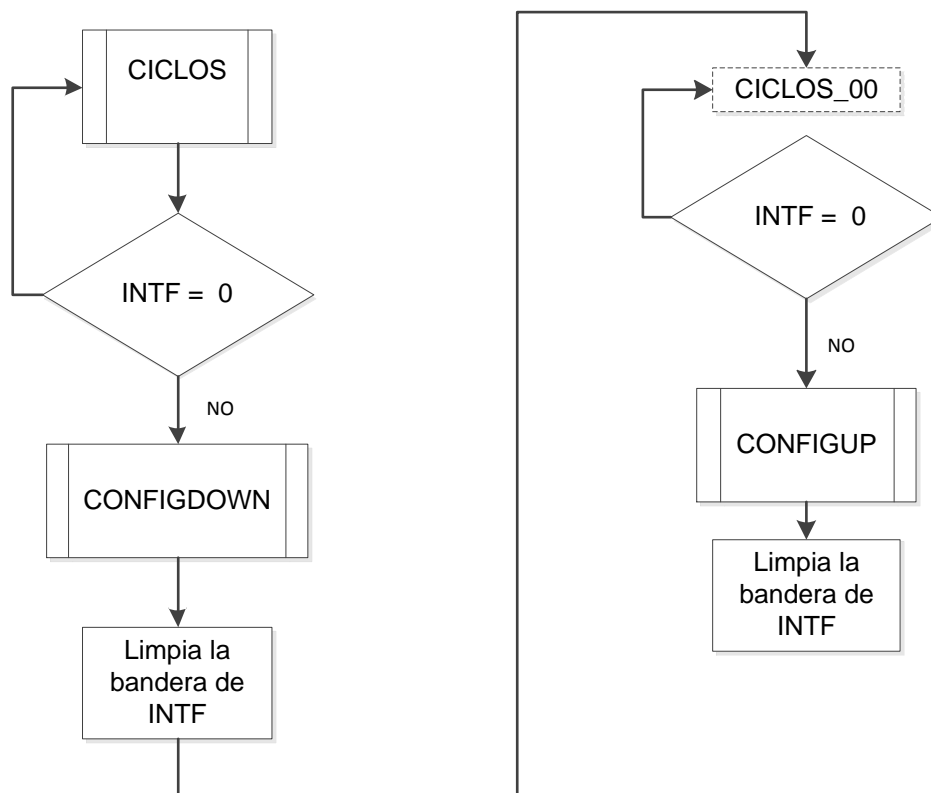 CICLOS
INTF = 0
NO
CONFIGDOWN
Limpia la
bandera de
INTF
CICLOS_00
INTF = 0
NO
CONFIGUP
Limpia la
bandera de
INTF